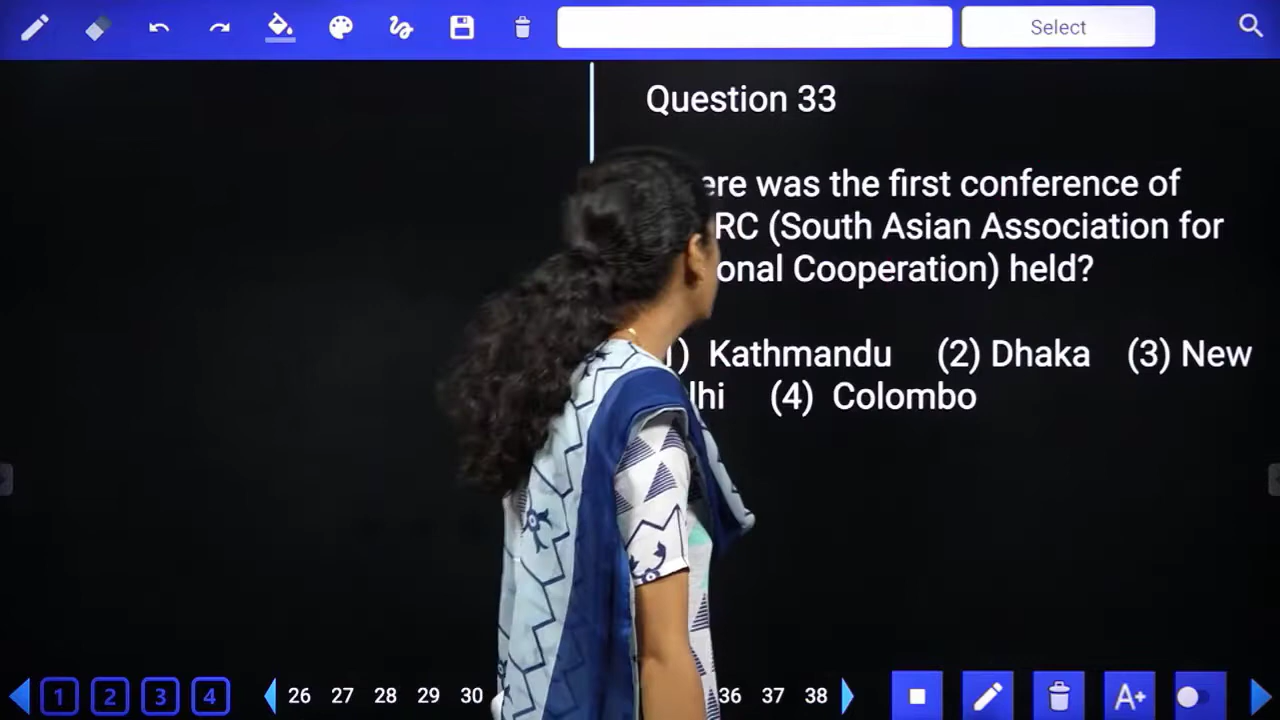 Select
Question 33
ere was the first conference of
RC (South Asian Association for
onal Cooperation) held?
1) Kathmandu (2) Dhaka (3) New
lhi (4) Colombo
1 2 3 4 26 27 28 29 30 36 37 38 A+